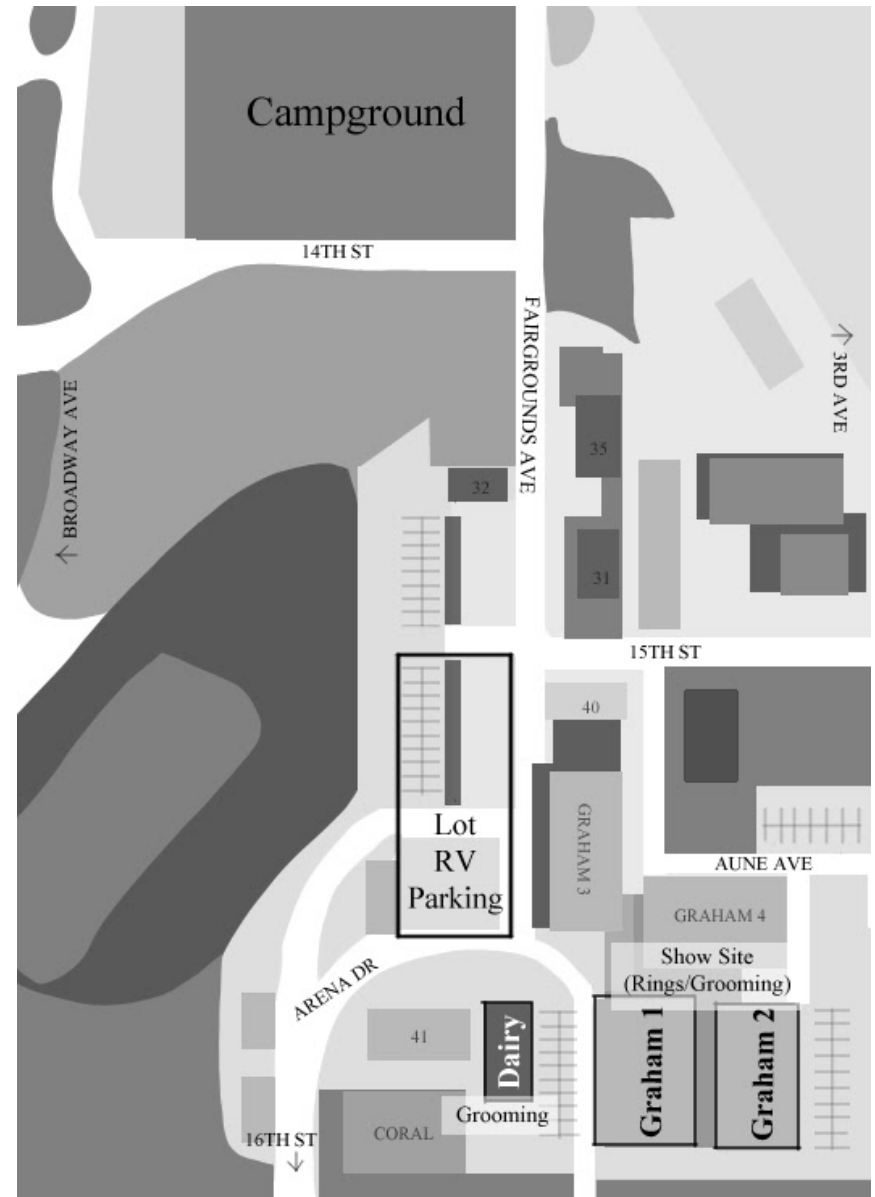 Campground
14TH ST
FAIRGROUNDS AVE
3RD AVE
BROADWAY AVE
35
32
31
15TH ST
40
Lot
RV
Parking
GRAHAM 3
AUNE AVE
GRAHAM 4
Show Site
(Rings/Grooming)
ARENA DR
41
Dairy
Graham 1
Graham 2
Grooming
CORAL
16TH ST